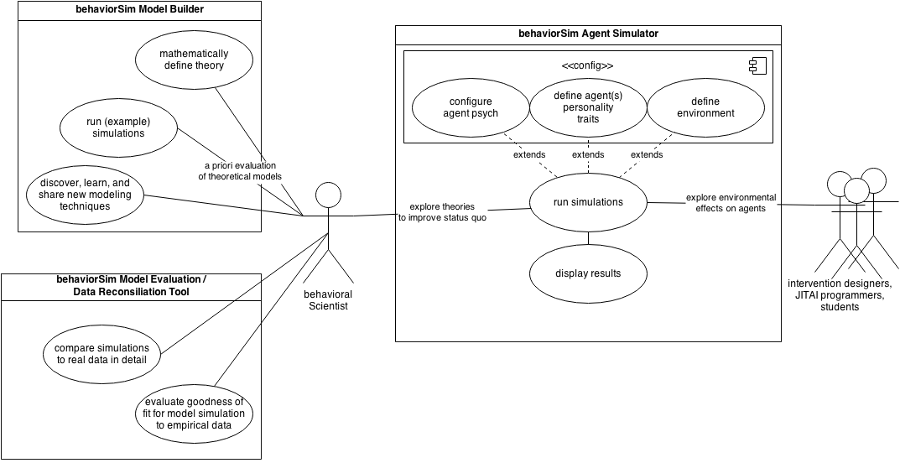 behaviorSim Model Builder
mathematically
define theory
run (example)
simulations
discover, learn, and
share new modeling
techniques
a priori evaluation
of theoretical models
behaviorSim Model Evaluation /
Data Reconsiliation Tool
compare simulations
to real data in detail
evaluate goodness of
fit for model simulation
to empirical data
behavioral
Scientist
explore theories
to improve status quo
behaviorSim Agent Simulator
<<config>>
configure
agent psych
define agent(s)
personality
traits
define
environment
extends
extends
extends
run simulations
display results
explore environmental
effects on agents
intervention designers,
JITAI programmers,
students